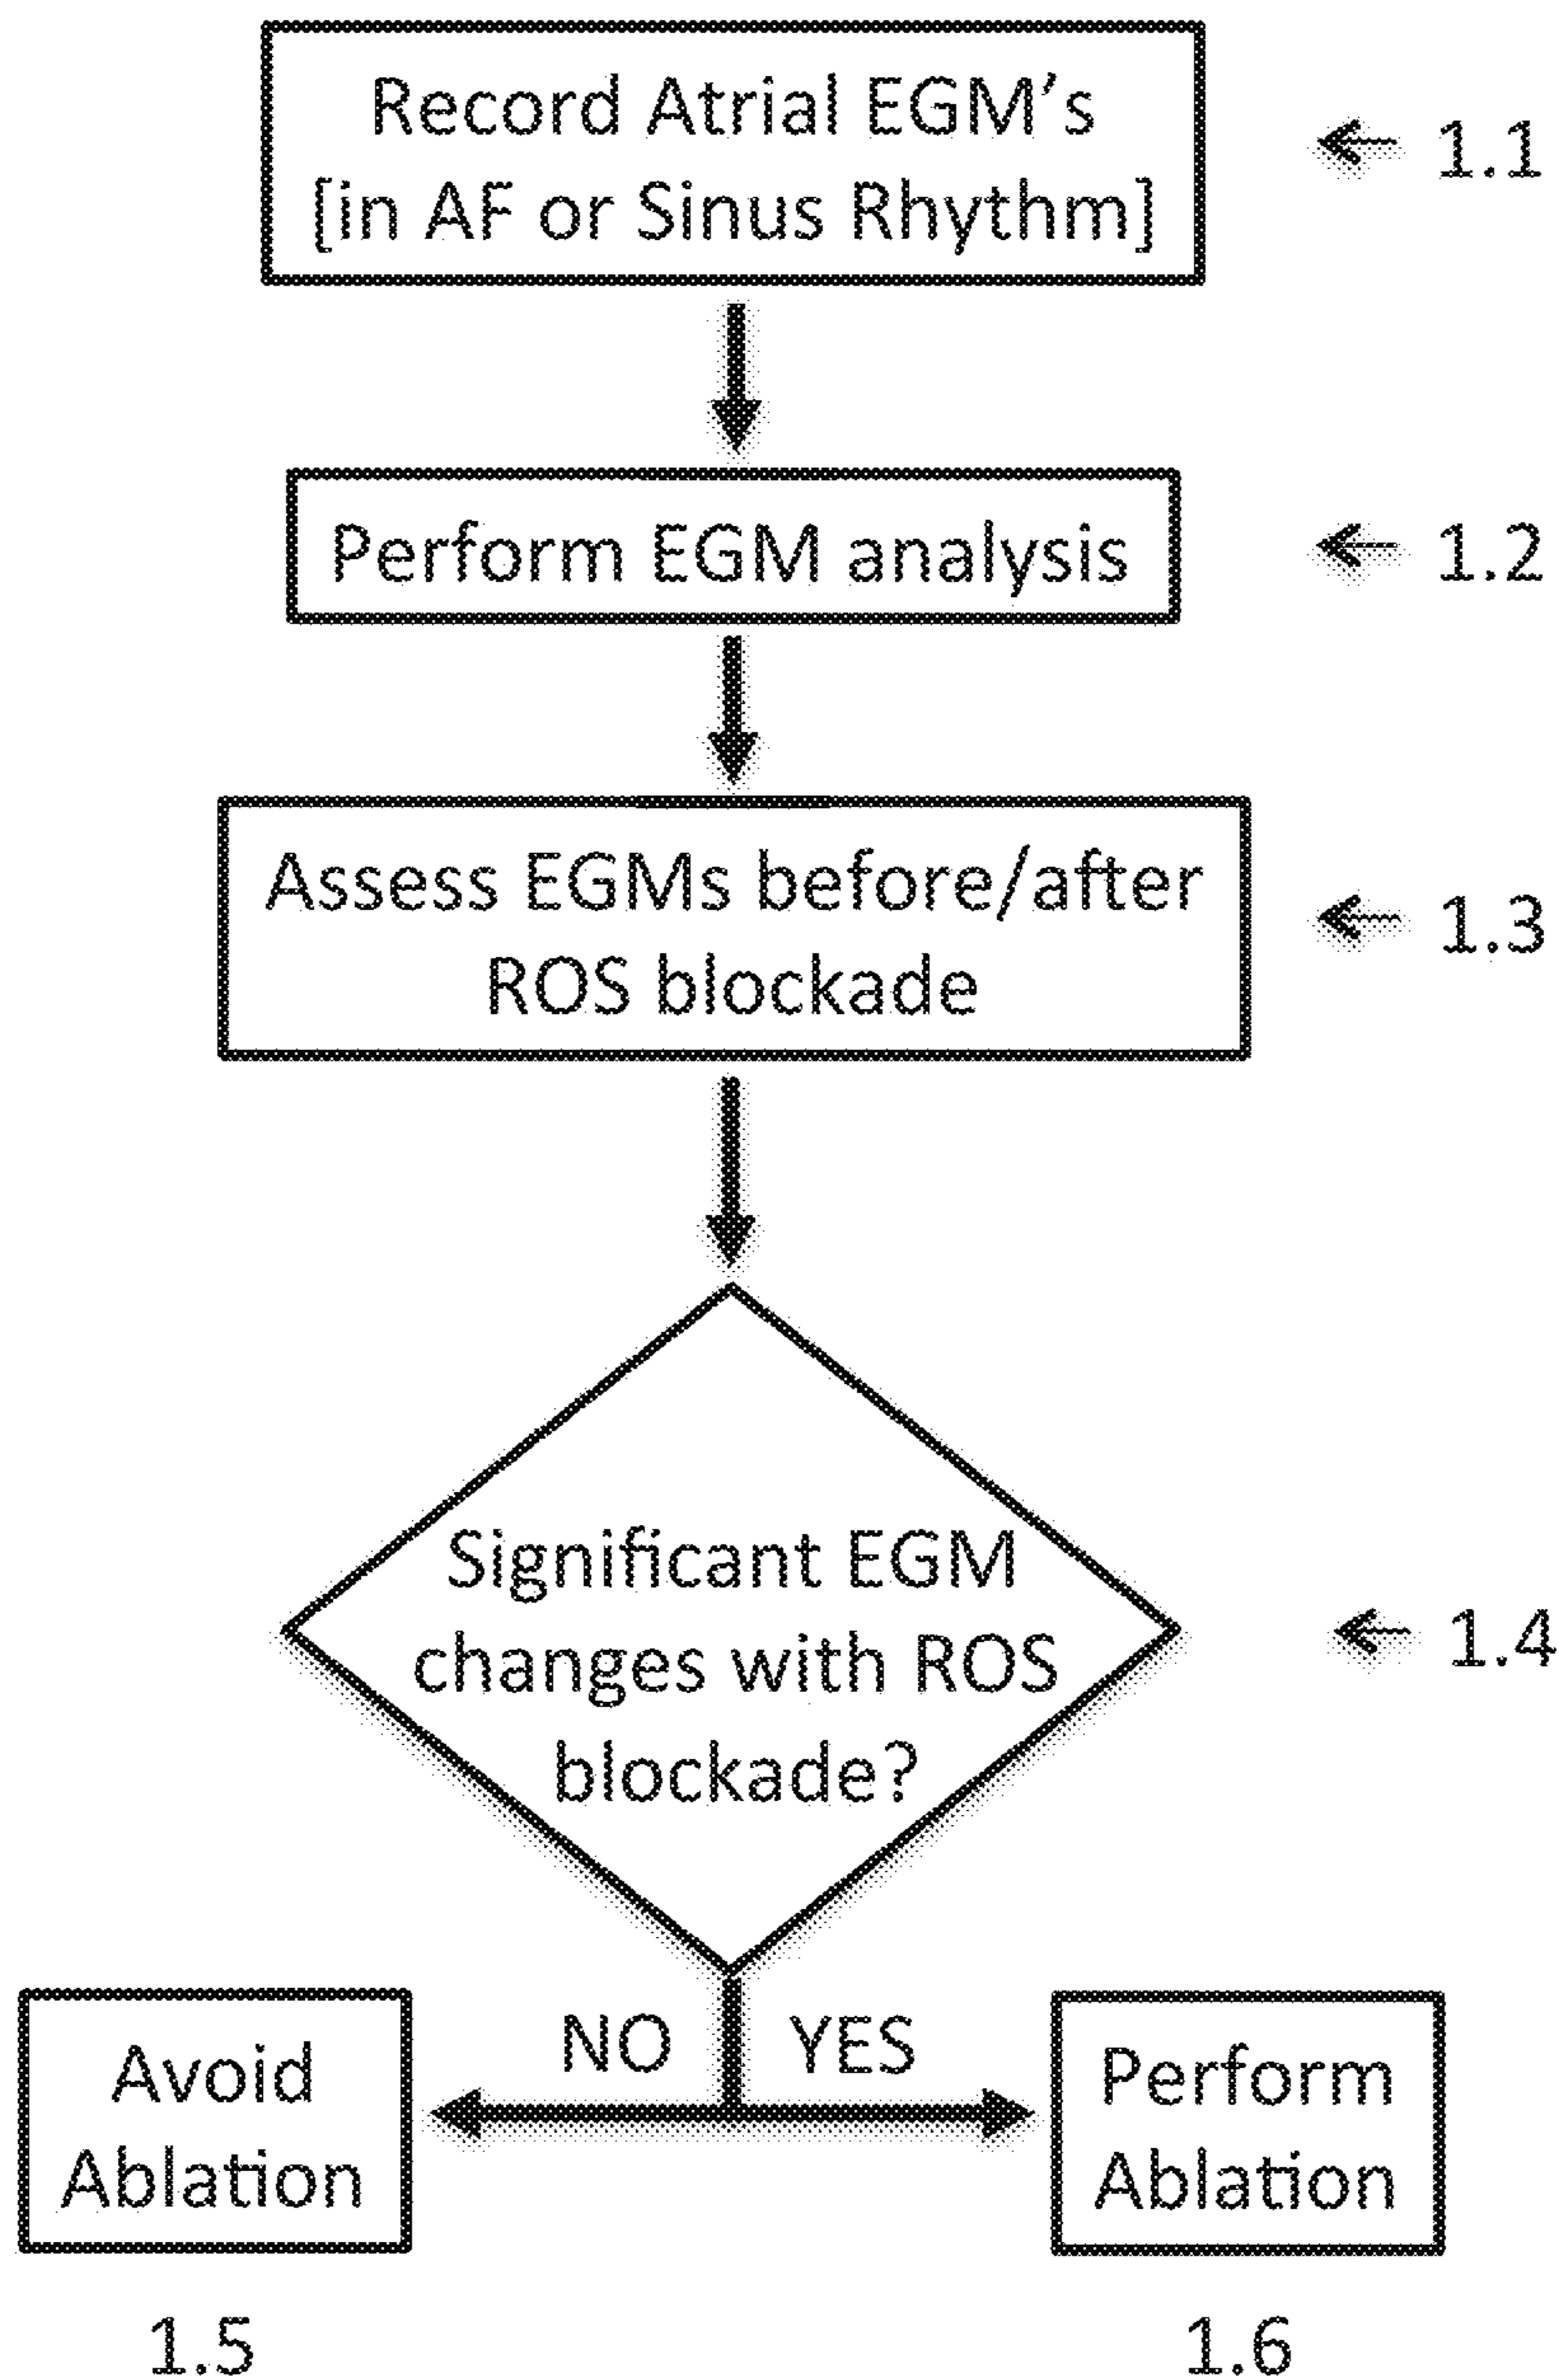 Record Atrial EGM's
[in AF or Sinus Rhythm]
1.1
Perform EGM analysis
1.2
Assess EGMs before/after
ROS blockade
1.3
Significant EGM
changes with ROS
blockade?
1.4
NO YES
Avoid
Ablation
Perform
Ablation
1.5
1.6